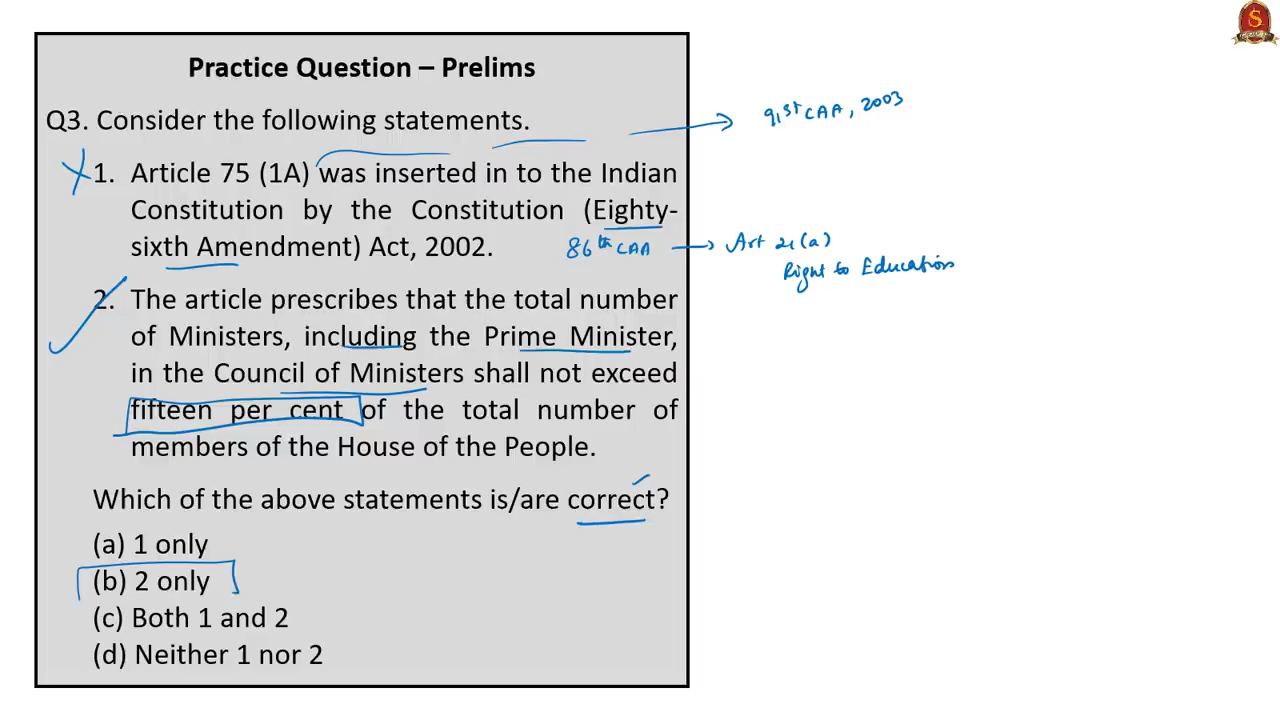 Practice Question – Prelims
Q3. Consider the following statements.
91st CAA, 2003
1. Article 75 (1A) was inserted in to the Indian
Constitution by the Constitution (Eighty-
sixth Amendment) Act, 2002.
86th CAA → Art 21(a)
Right to Education
2. The article prescribes that the total number
of Ministers, including the Prime Minister,
in the Council of Ministers shall not exceed
fifteen per cent of the total number of
members of the House of the People.
Which of the above statements is/are correct?
(a) 1 only
(b) 2 only
(c) Both 1 and 2
(d) Neither 1 nor 2